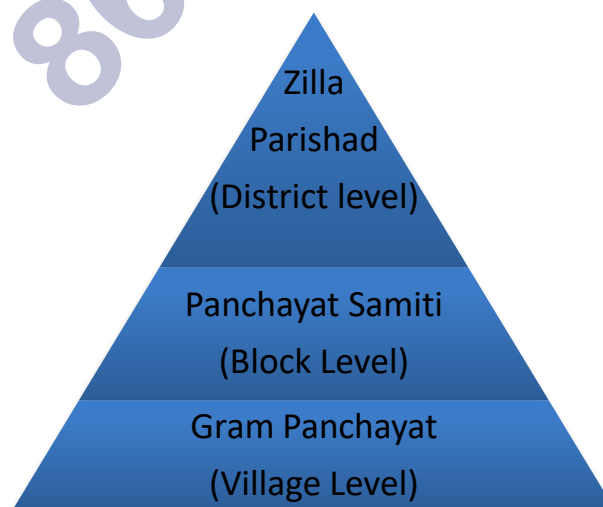 Zilla
Parishad
(District level)
Panchayat Samiti
(Block Level)
Gram Panchayat
(Village Level)